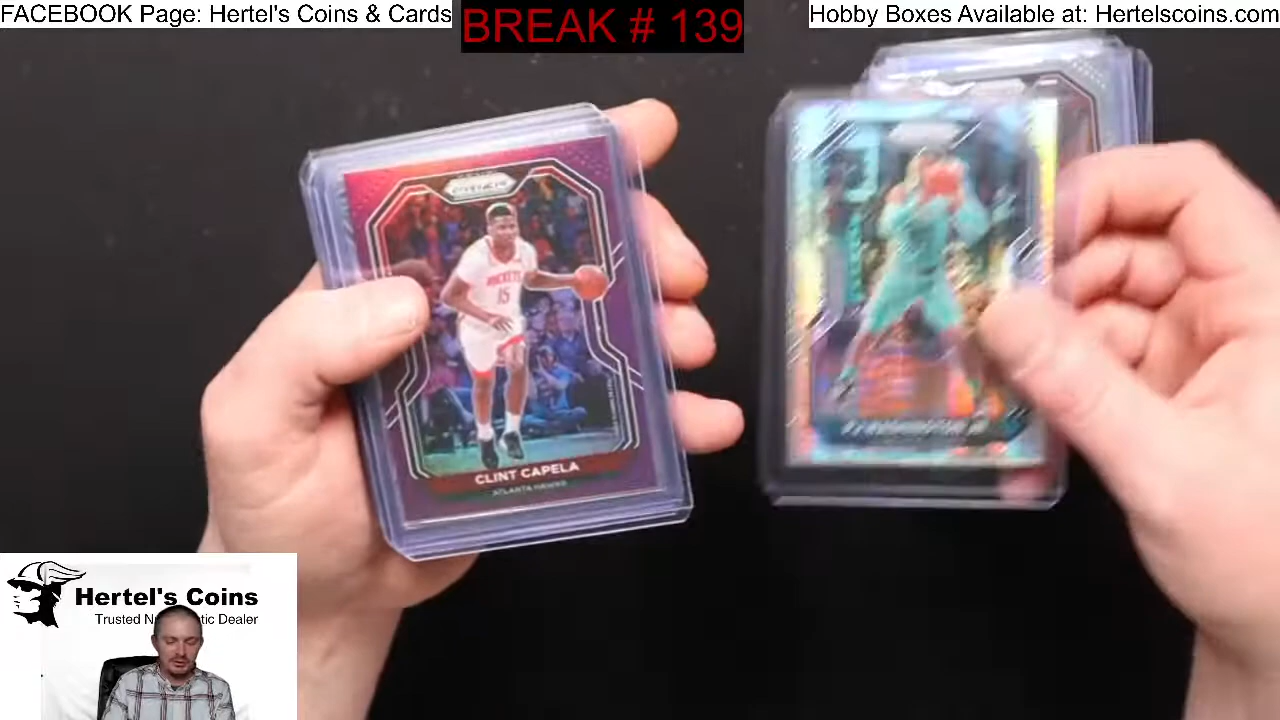 FACEBOOK Page: Hertel's Coins & Cards
BREAK # 139
Hobby Boxes Available at: Hertelscoins.com
PRIZM
ROCKETS
15
CLINT CAPELA
ATLANTA HAWKS
Hertel's Coins
Trusted N
tic Dealer